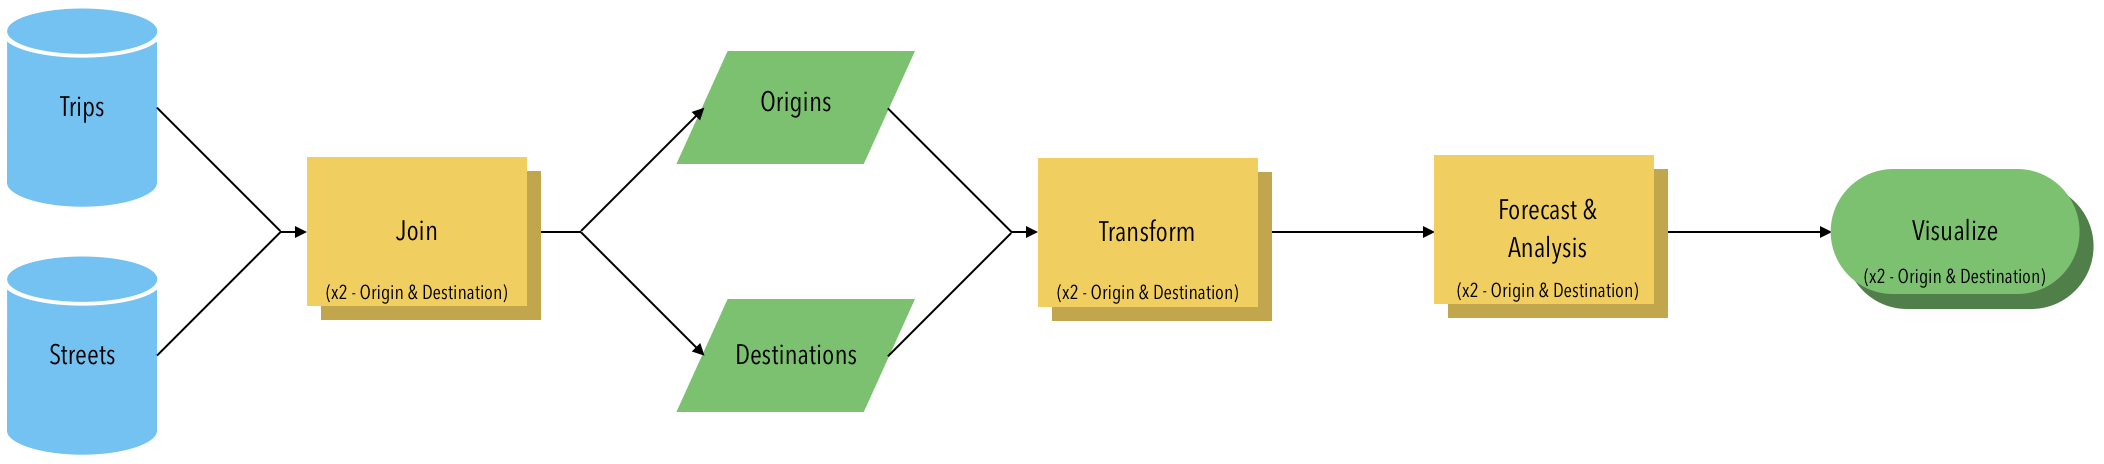 Trips
Streets
Join
(x2 - Origin & Destination)
Origins
Destinations
Transform
(x2 - Origin & Destination)
Forecast &
Analysis
(x2 - Origin & Destination)
Visualize
(x2 - Origin & Destination)